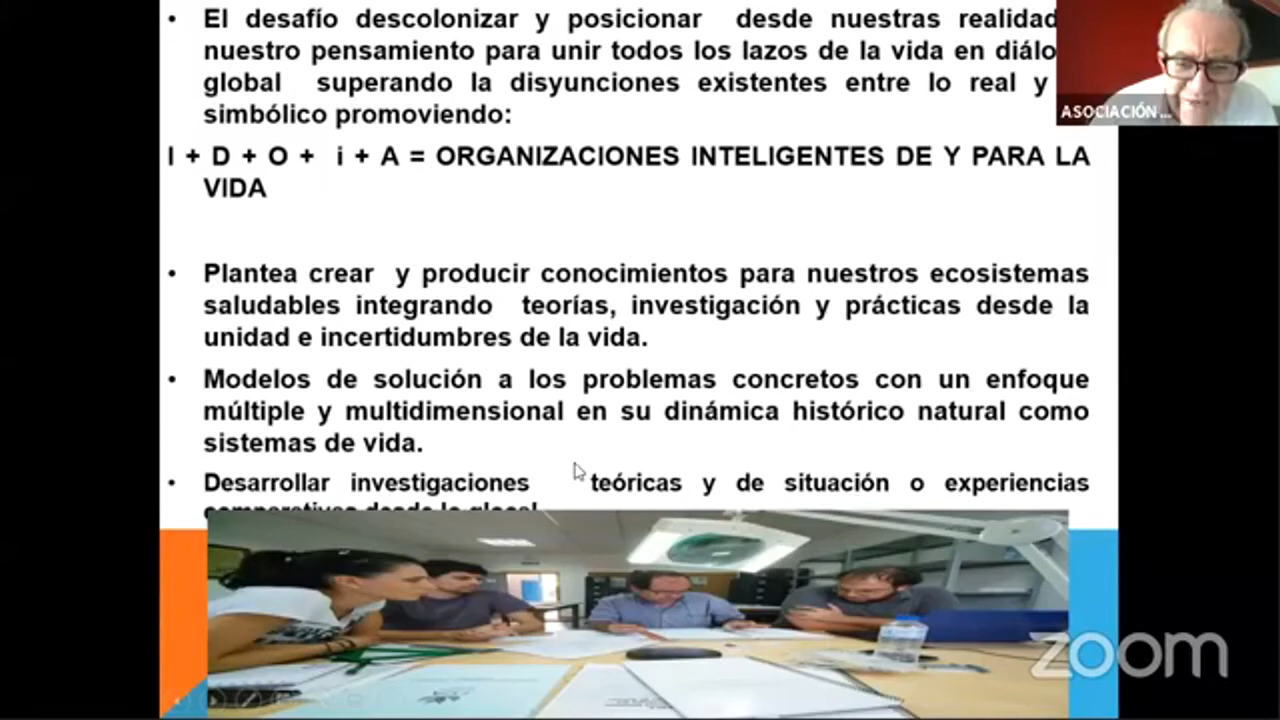 • El desafío descolonizar y posicionar desde nuestras realidad
nuestro pensamiento para unir todos los lazos de la vida en diálo
global superando la disyunciones existentes entre lo real y
simbólico promoviendo:
I + D + O + i + A = ORGANIZACIONES INTELIGENTES DE Y PARA LA
VIDA
• Plantea crear y producir conocimientos para nuestros ecosistemas
saludables integrando teorías, investigación y prácticas desde la
unidad e incertidumbres de la vida.
• Modelos de solución a los problemas concretos con un enfoque
múltiple y multidimensional en su dinámica histórico natural como
sistemas de vida.
• Desarrollar investigaciones teóricas y de situación o experiencias
comparativas desde lo glocal
ASOCIACIÓN ...
zoom